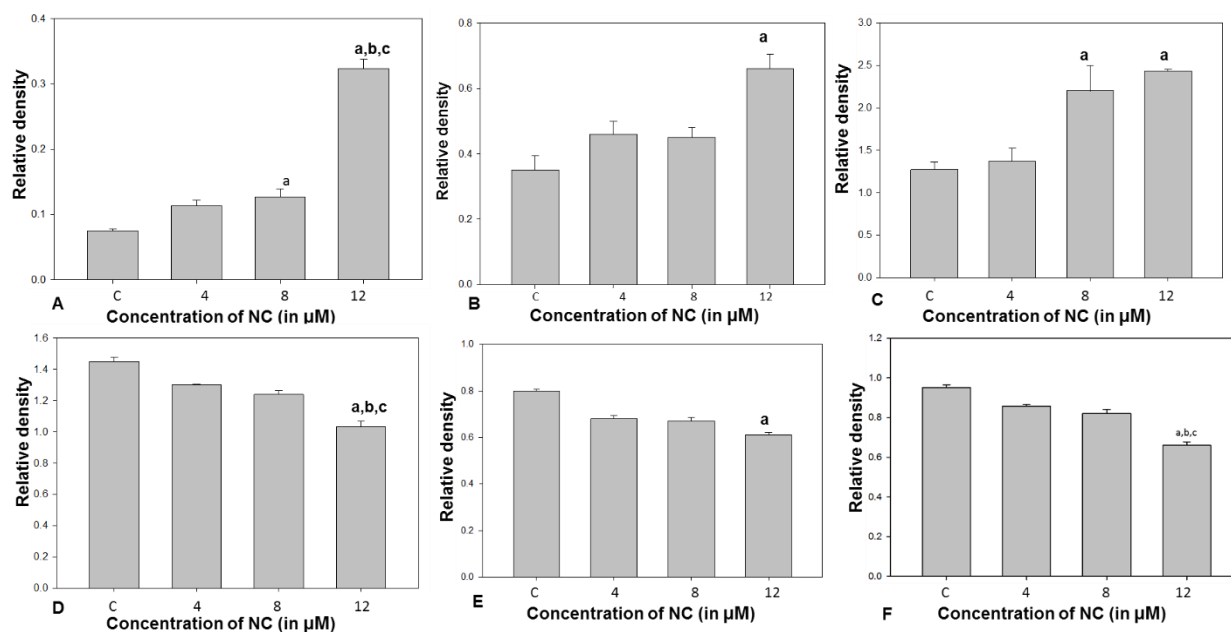 Relative density
0.4
0.3
0.2
0.1
0.0
a
a,b,c
A
C
4
8
12
Concentration of NC (in µM)
Relative density
0.8
0.6
0.4
0.2
0.0
a
B
C
4
8
12
Concentration of NC (in µM)
Relative density
3.0
2.5
2.0
1.5
1.0
0.5
0.0
a
a
C
C
4
8
12
Concentration of NC (in µM)
Relative density
1.6
1.4
1.2
1.0
0.8
0.6
0.4
0.2
0.0
a,b,c
D
C
4
8
12
Concentration of NC (in µM)
Relative density
1.0
0.8
0.6
0.4
0.2
0.0
a
E
C
4
8
12
Concentration of NC (in µM)
Relative density
1.2
1.0
0.8
0.6
0.4
0.2
0.0
a,b,c
C
4
8
12
F
Concentration of NC (in µM)